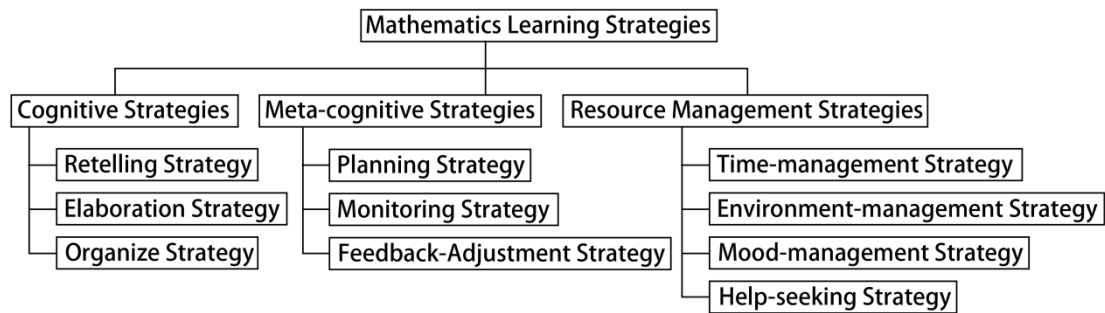 Mathematics Learning Strategies
Cognitive Strategies
Retelling Strategy
Elaboration Strategy
Organize Strategy
Meta-cognitive Strategies
Planning Strategy
Monitoring Strategy
Feedback-Adjustment Strategy
Resource Management Strategies
Time-management Strategy
Environment-management Strategy
Mood-management Strategy
Help-seeking Strategy